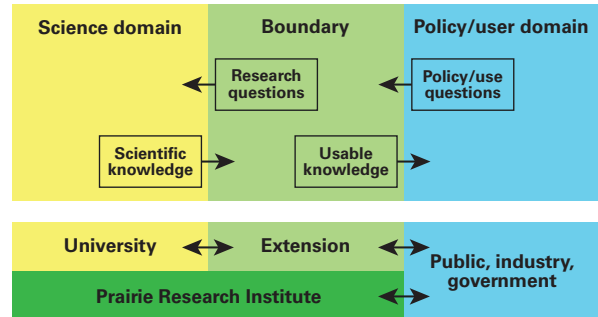 Science domain
Boundary
Policy/user domain
Research
questions
Policy/use
questions
Scientific
knowledge
Usable
knowledge
University
Extension
Public, industry,
government
Prairie Research Institute